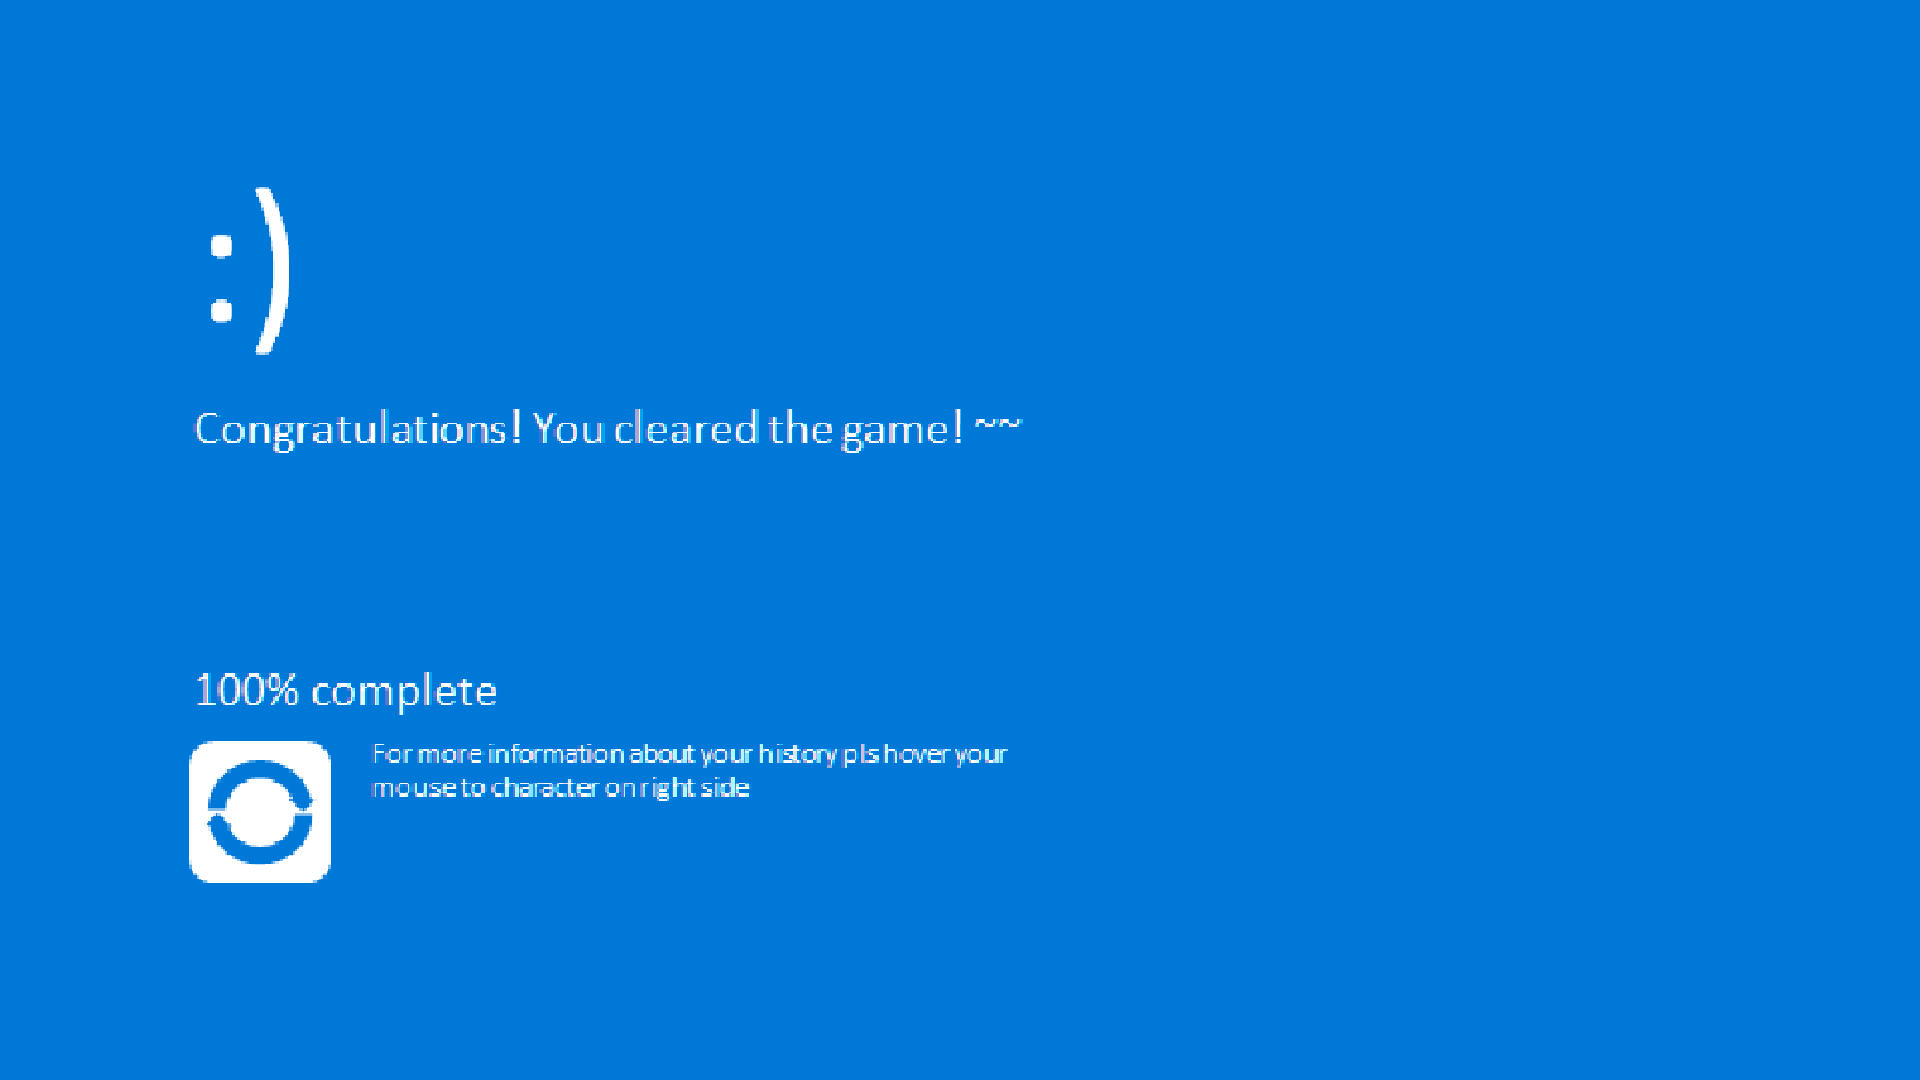 :)
Congratulations! You cleared the game! ~~
100% complete
For more information about your history pls hover your
mouse to character on right side